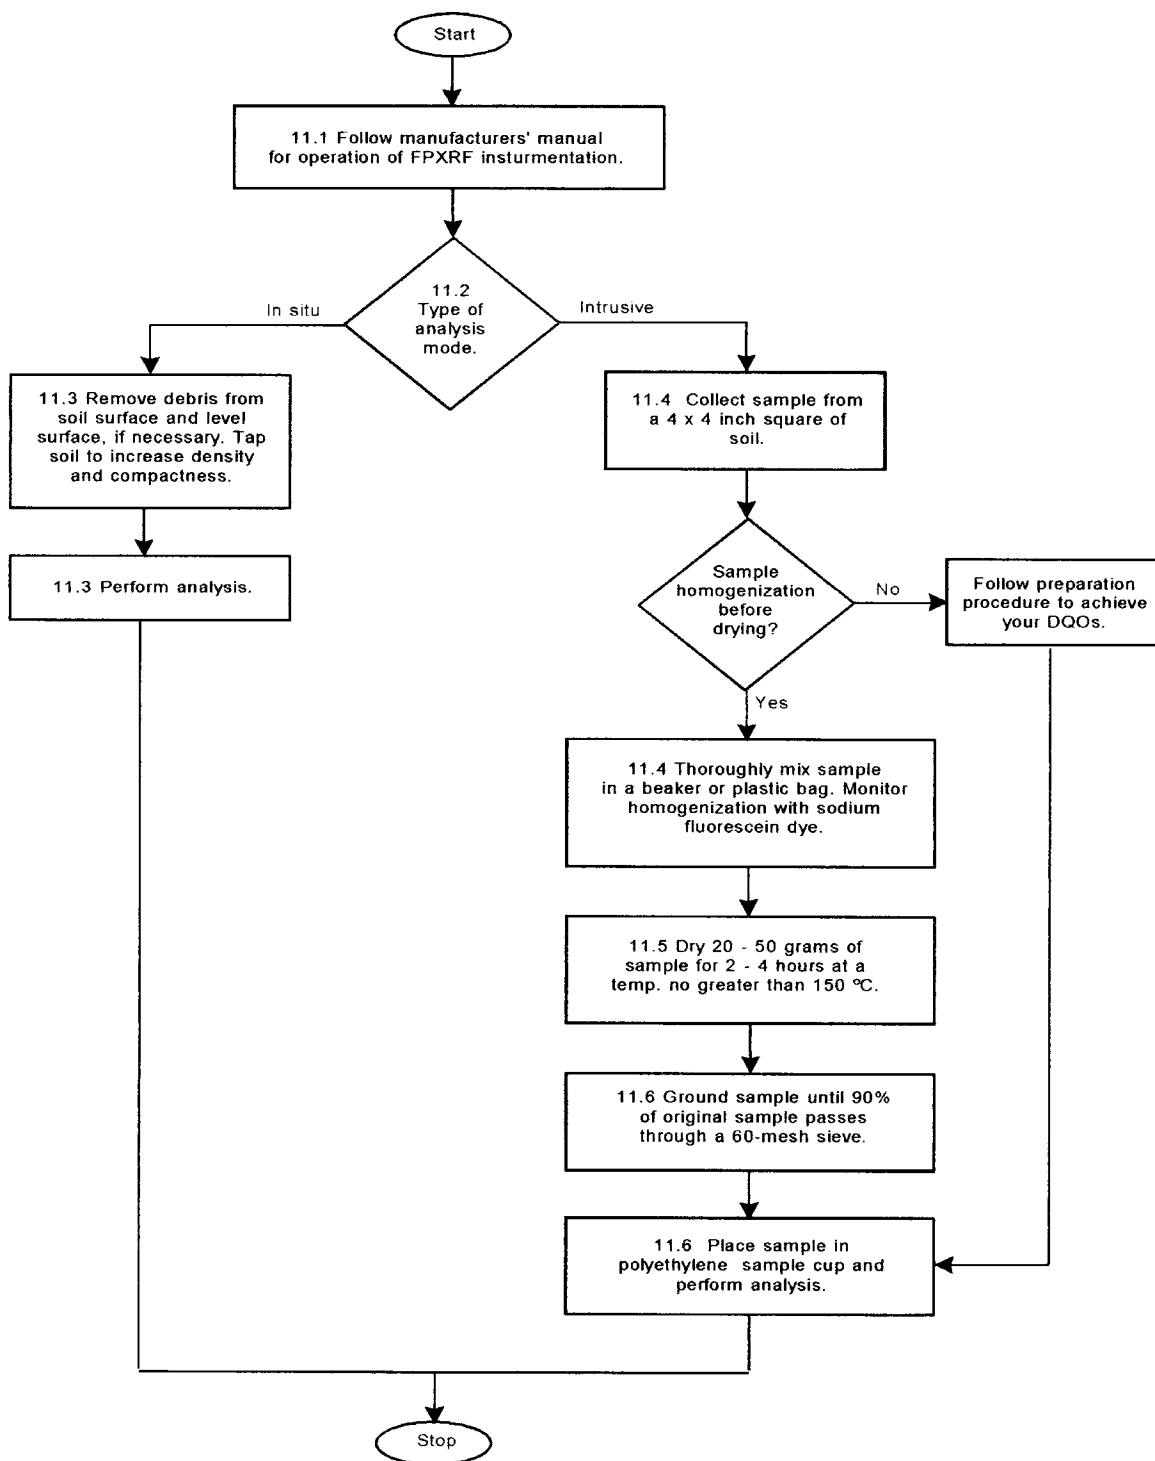 Start
11.1 Follow manufacturers' manual
for operation of FPXRF insturmentation.
11.2
Type of
analysis
mode.
In situ
Intrusive
11.3 Remove debris from
soil surface and level
surface, if necessary. Tap
soil to increase density
and compactness.
11.3 Perform analysis.
11.4 Collect sample from
a 4 x 4 inch square of
soil.
Sample
homogenization
before
drying?
No
Follow preparation
procedure to achieve
your DQOs.
Yes
11.4 Thoroughly mix sample
in a beaker or plastic bag. Monitor
homogenization with sodium
fluorescein dye.
11.5 Dry 20 - 50 grams of
sample for 2 - 4 hours at a
temp. no greater than 150 ºC.
11.6 Ground sample until 90%
of original sample passes
through a 60-mesh sieve.
11.6 Place sample in
polyethylene sample cup and
perform analysis.
Stop